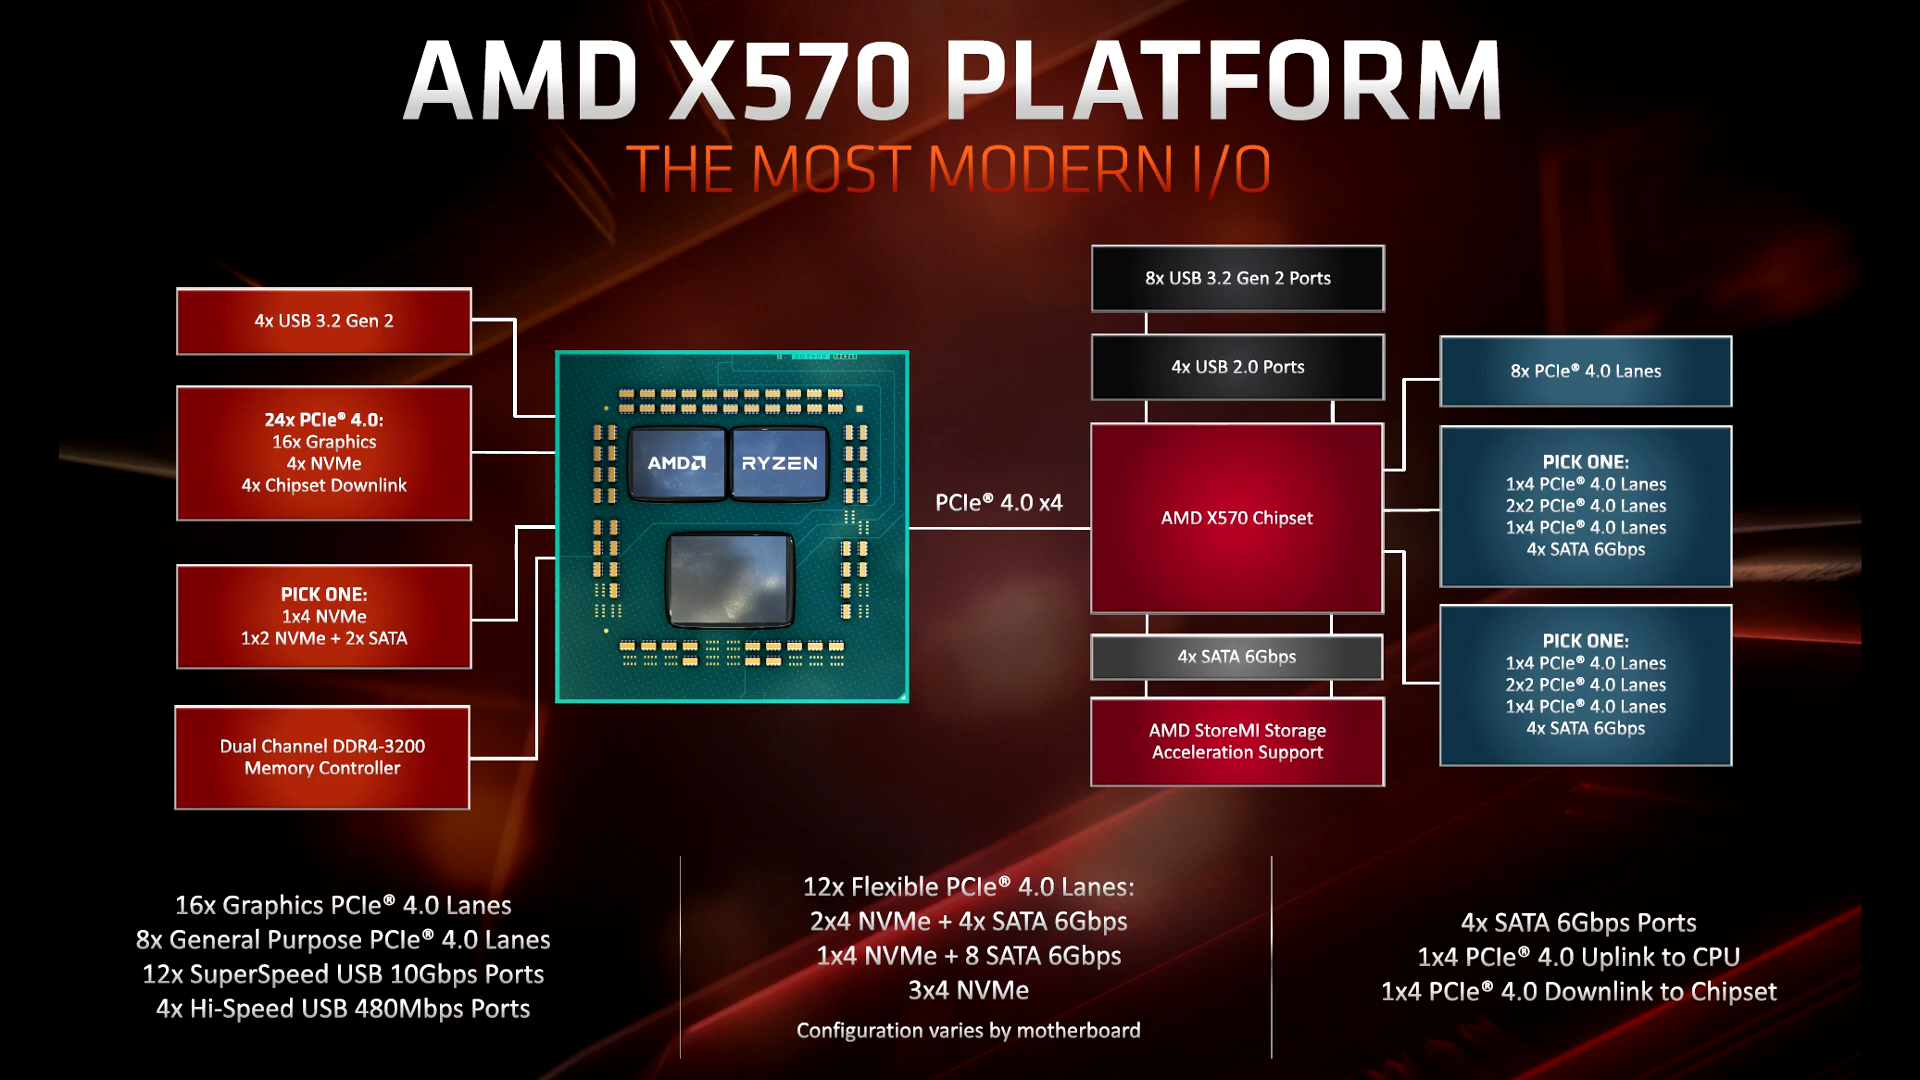 AMD X570 PLATFORM
THE MOST MODERN I/O
4x USB 3.2 Gen 2
24x PCIe® 4.0:
16x Graphics
4x NVMe
4x Chipset Downlink
PICK ONE:
1x4 NVMe
1x2 NVMe + 2x SATA
Dual Channel DDR4-3200
Memory Controller
AMD
RYZEN
PCIe® 4.0 x4
8x USB 3.2 Gen 2 Ports
4x USB 2.0 Ports
AMD X570 Chipset
4x SATA 6Gbps
AMD StoreMI Storage
Acceleration Support
8x PCIe® 4.0 Lanes
PICK ONE:
1x4 PCIe® 4.0 Lanes
2x2 PCIe® 4.0 Lanes
1x4 PCIe® 4.0 Lanes
4x SATA 6Gbps
PICK ONE:
1x4 PCIe® 4.0 Lanes
2x2 PCIe® 4.0 Lanes
1x4 PCIe® 4.0 Lanes
4x SATA 6Gbps
16x Graphics PCIe® 4.0 Lanes
8x General Purpose PCIe® 4.0 Lanes
12x SuperSpeed USB 10Gbps Ports
4x Hi-Speed USB 480Mbps Ports
12x Flexible PCIe® 4.0 Lanes:
2x4 NVMe + 4x SATA 6Gbps
1x4 NVMe + 8 SATA 6Gbps
3x4 NVMe
Configuration varies by motherboard
4x SATA 6Gbps Ports
1x4 PCIe® 4.0 Uplink to CPU
1x4 PCIe® 4.0 Downlink to Chipset